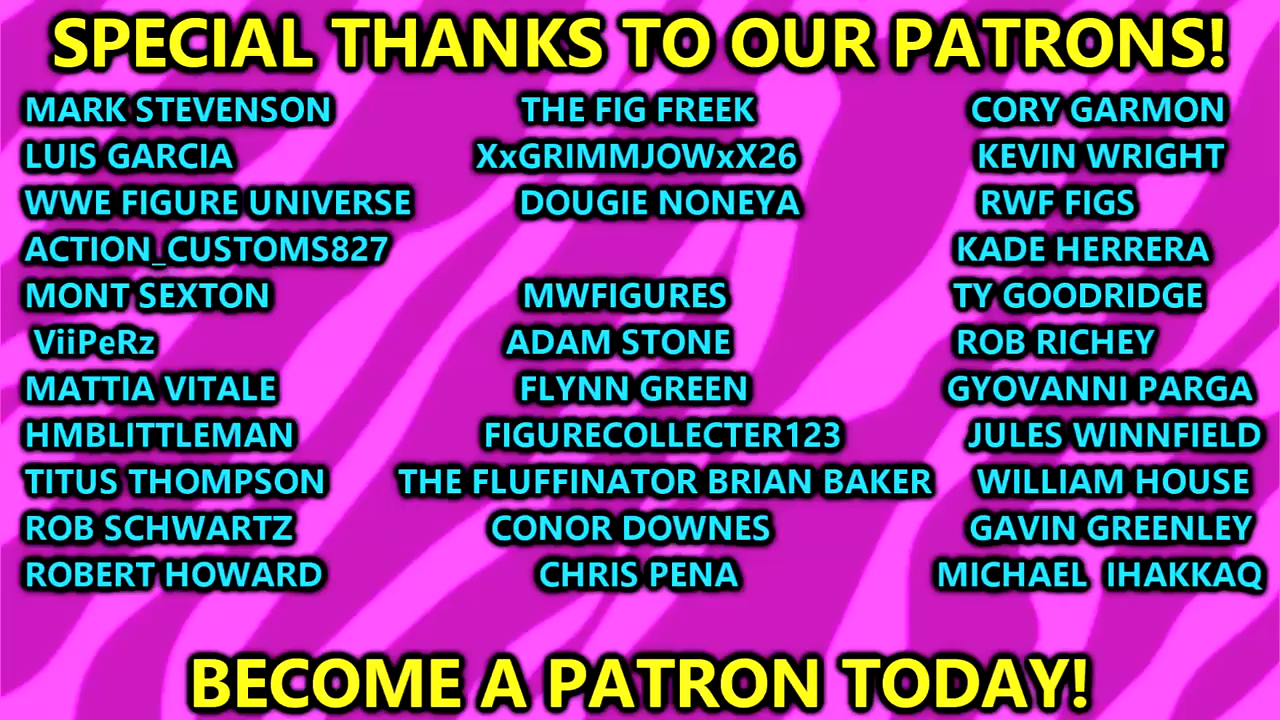 SPECIAL THANKS TO OUR PATRONS!
MARK STEVENSON THE FIG FREEK CORY GARMON
LUIS GARCIA XxGRIMMJOWxX26 KEVIN WRIGHT
WWE FIGURE UNIVERSE DOUGIE NONEYA RWF FIGS
ACTION_CUSTOMS827 KADE HERRERA
MONT SEXTON MWFIGURES TY GOODRIDGE
ViiPeRz ADAM STONE ROB RICHEY
MATTIA VITALE FLYNN GREEN GYOVANNI PARGA
HMBLITTLEMAN FIGURECOLLECTER123 JULES WINNFIELD
TITUS THOMPSON THE FLUFFINATOR BRIAN BAKER WILLIAM HOUSE
ROB SCHWARTZ CONOR DOWNES GAVIN GREENLEY
ROBERT HOWARD CHRIS PENA MICHAEL IHAKKAQ
BECOME A PATRON TODAY!